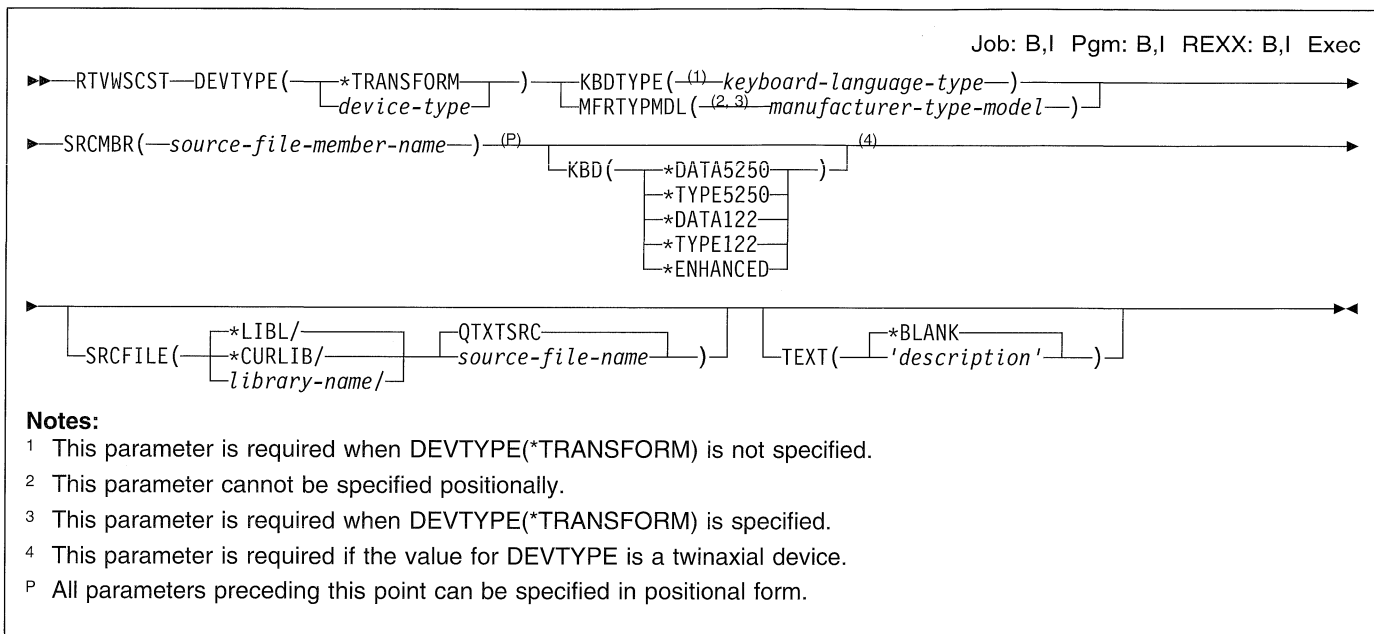 Job: B,I Pgm: B,I REXX: B,I Exec
RTVWSCST DEVTYPE( *TRANSFORM ) KBDTYPE( (1) keyboard-language-type )
device-type MFRTYPMDL( (2, 3) manufacturer-type-model )
SRCMBR( source-file-member-name ) (P) (4)
KBD( *DATA5250 )
*TYPE5250
*DATA122
*TYPE122
*ENHANCED
SRCFILE( *LIBL/ QTXTSRC ) TEXT( *BLANK )
*CURLIB/ source-file-name 'description'
library-name/
Notes:
1 This parameter is required when DEVTYPE(*TRANSFORM) is not specified.
2 This parameter cannot be specified positionally.
3 This parameter is required when DEVTYPE(*TRANSFORM) is specified.
4 This parameter is required if the value for DEVTYPE is a twinaxial device.
P All parameters preceding this point can be specified in positional form.